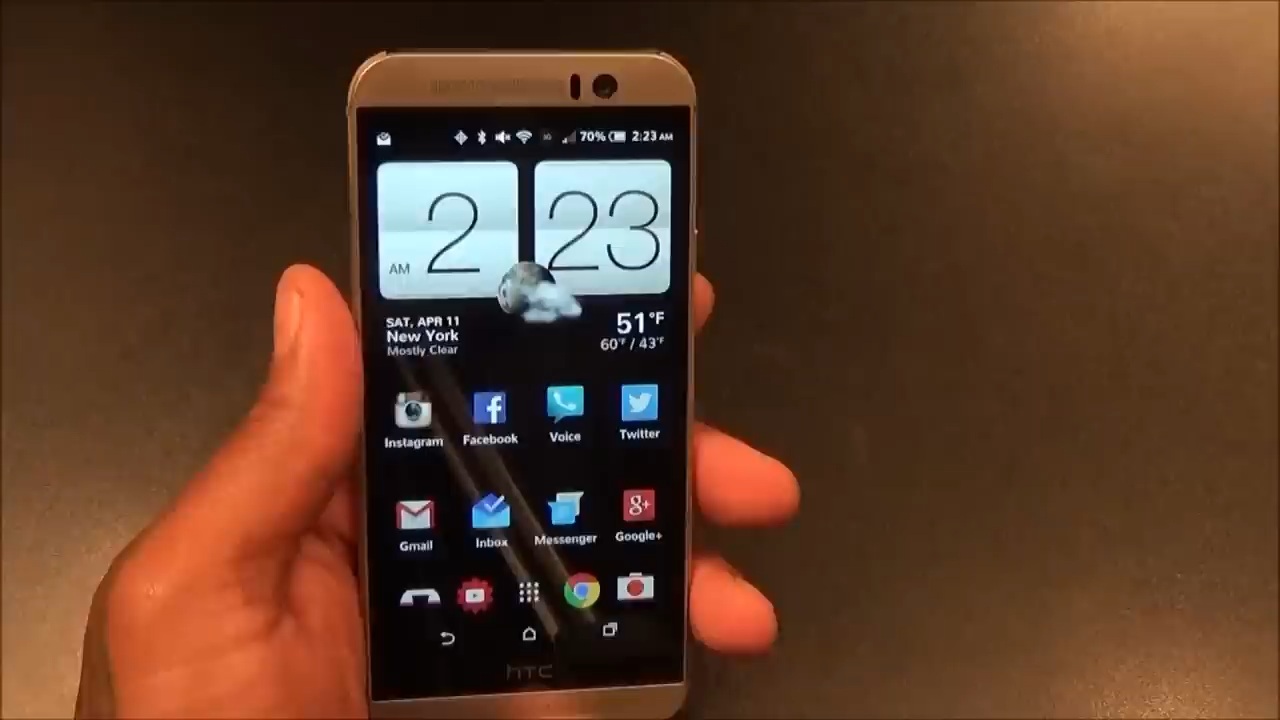 70% 2:23 AM
AM 2 23
SAT, APR 11
New York
Mostly Clear
51°F
60°F / 43°F
Instagram Facebook Voice Twitter
Gmail Inbox Messenger Google+
hTC